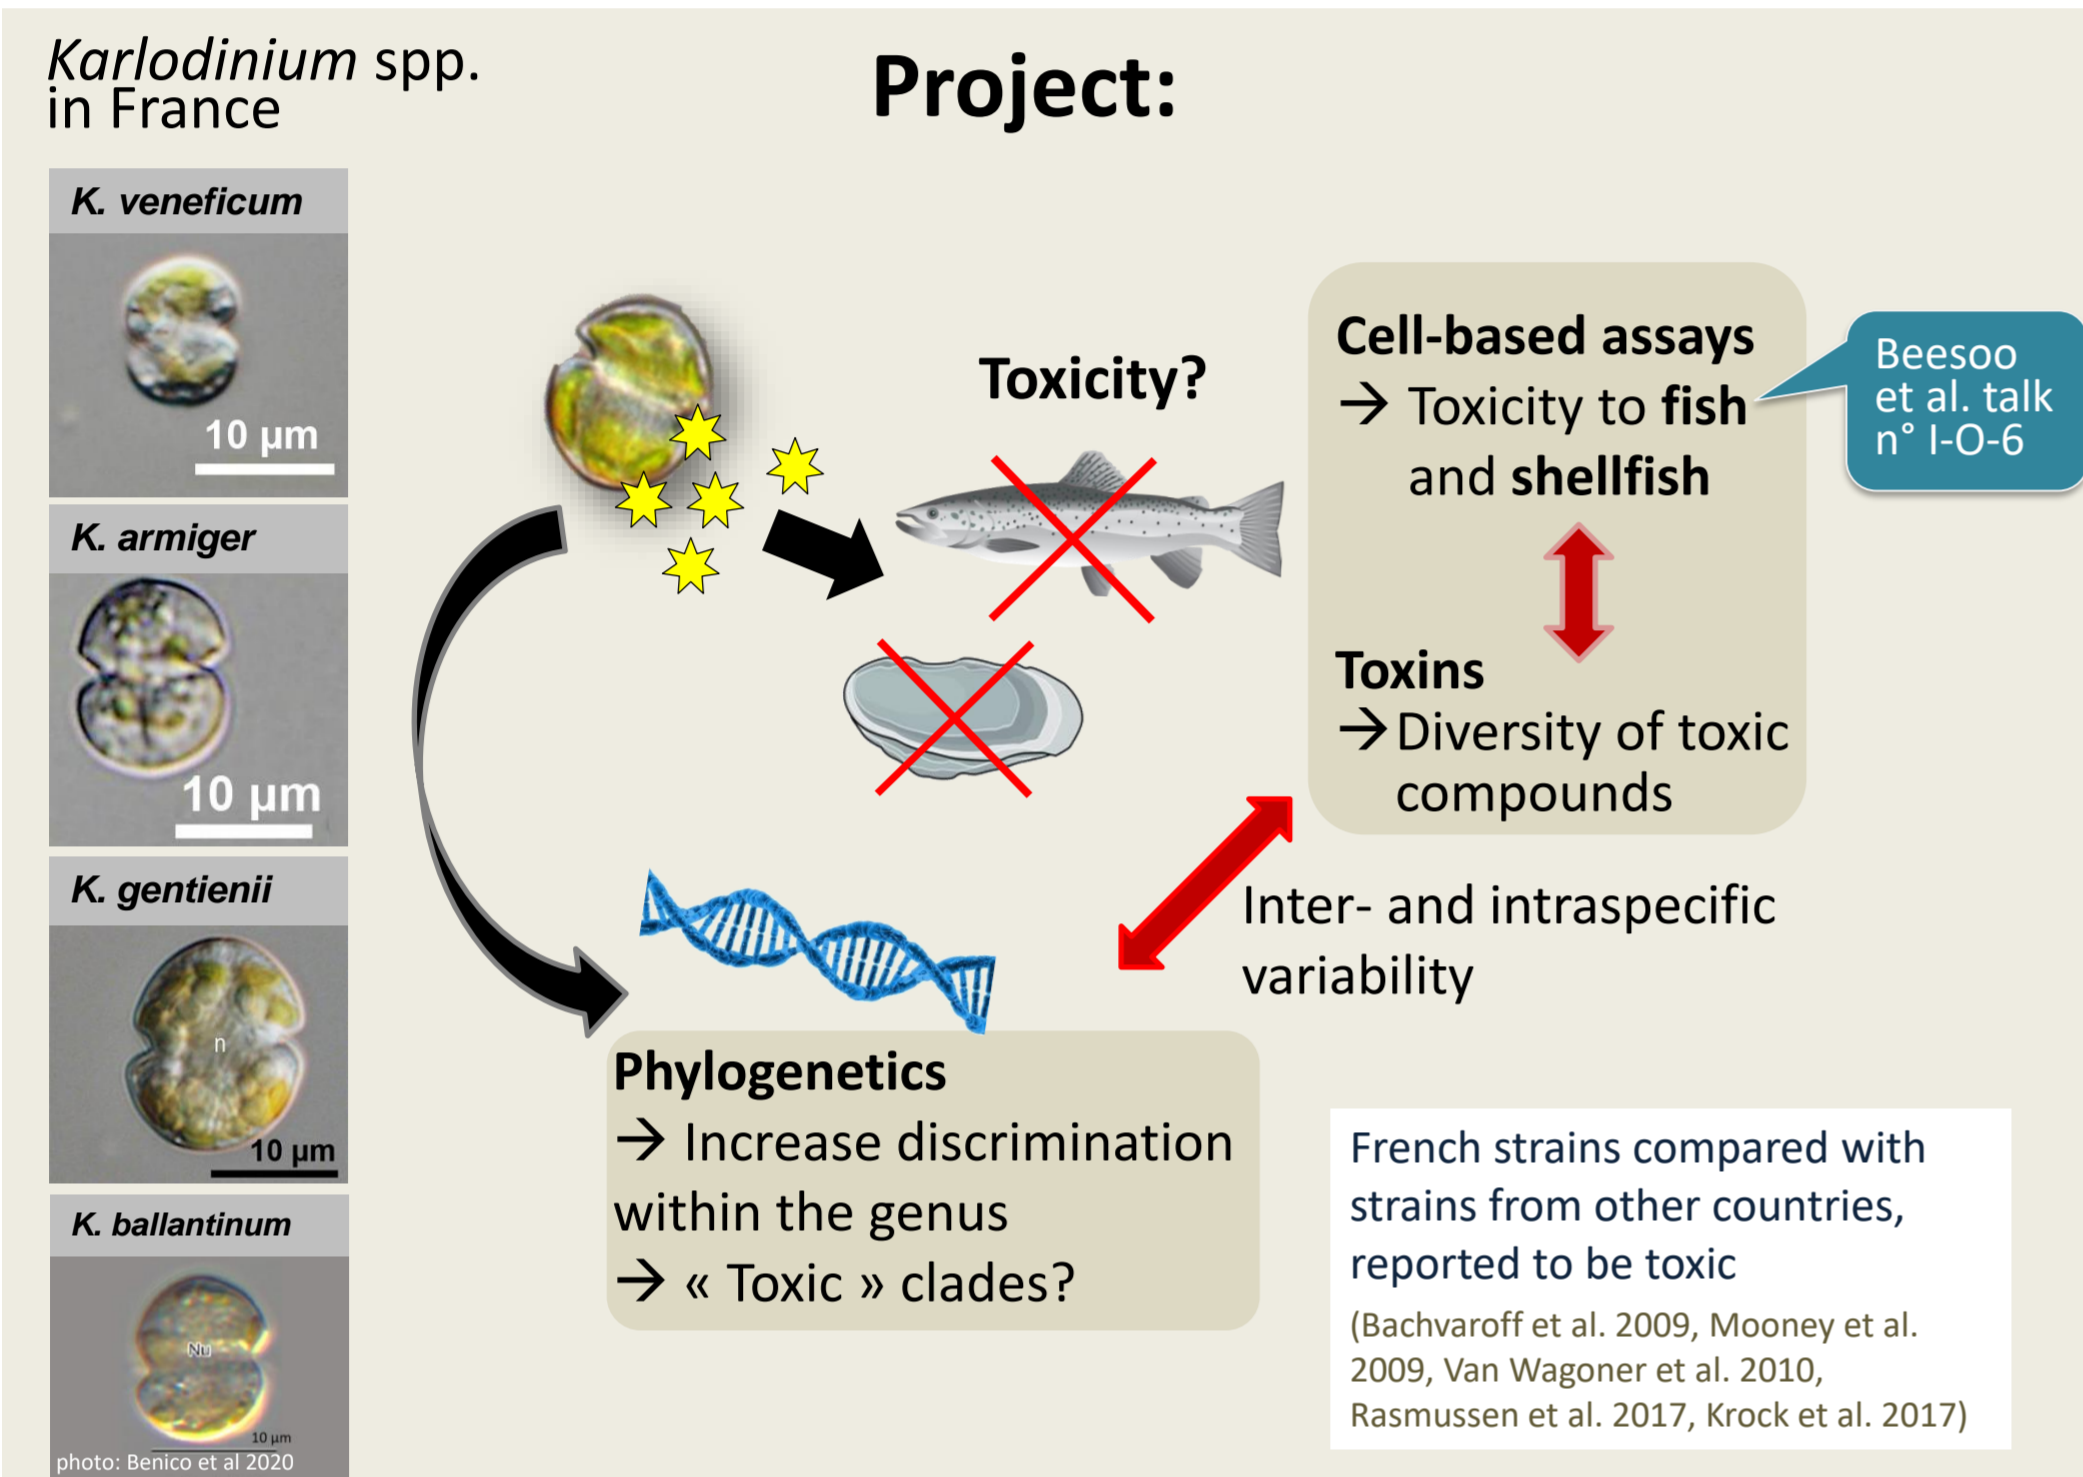 Karlodinium spp.
in France
Project:
K. veneficum
10 µm
K. armiger
10 µm
K. gentienii
n
10 µm
K. ballantinum
Nu
10 µm
photo: Benico et al 2020
Toxicity?
Cell-based assays
→ Toxicity to fish
and shellfish
Beesoo
et al. talk
n° I-O-6
Toxins
→ Diversity of toxic
compounds
Inter- and intraspecific
variability
Phylogenetics
→ Increase discrimination
within the genus
→ « Toxic » clades?
French strains compared with
strains from other countries,
reported to be toxic
(Bachvaroff et al. 2009, Mooney et al.
2009, Van Wagoner et al. 2010,
Rasmussen et al. 2017, Krock et al. 2017)